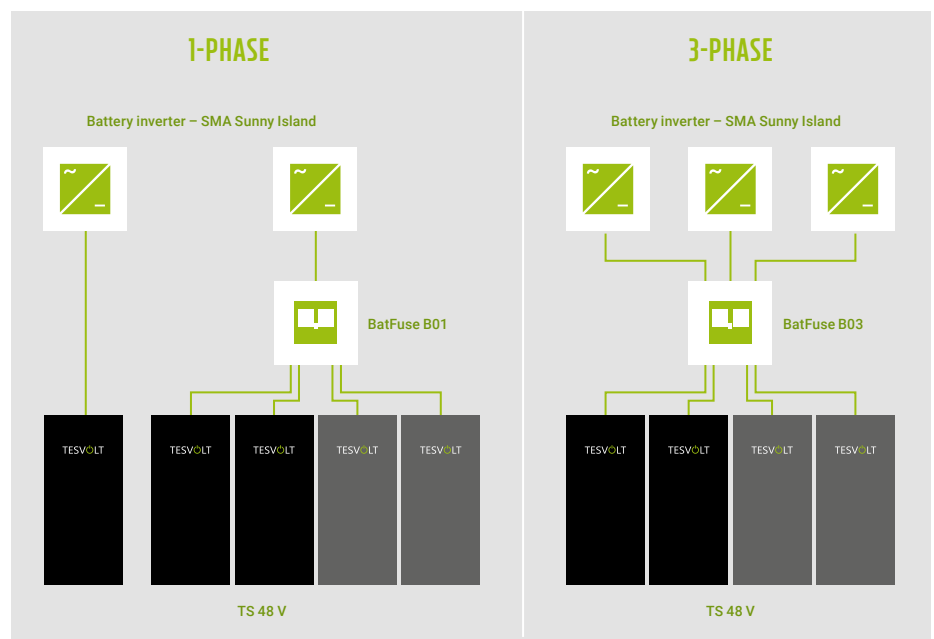 1-PHASE
Battery inverter – SMA Sunny Island
BatFuse B01
TESVOLT
TESVOLT
TESVOLT
TESVOLT
TESVOLT
TS 48 V
3-PHASE
Battery inverter – SMA Sunny Island
BatFuse B03
TESVOLT
TESVOLT
TESVOLT
TESVOLT
TS 48 V